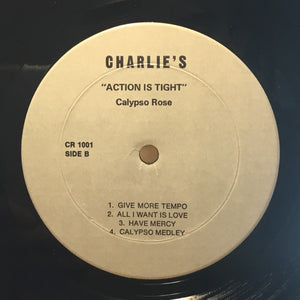 CHARLIE'S
"ACTION IS TIGHT"
Calypso Rose
CR 1001
SIDE B
1. GIVE MORE TEMPO
2. ALL I WANT IS LOVE
3. HAVE MERCY
4. CALYPSO MEDLEY